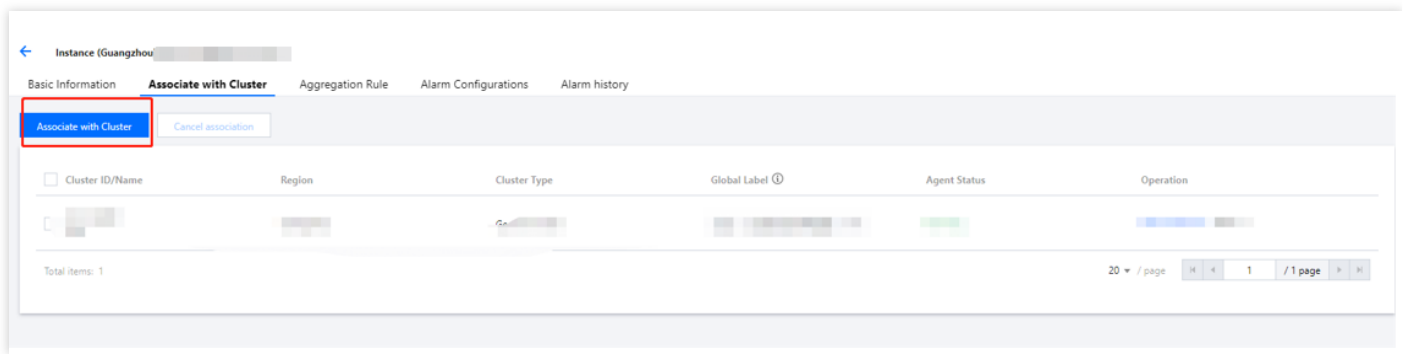 Instance (Guangzhou
Basic Information Associate with Cluster Aggregation Rule Alarm Configurations Alarm history
Associate with Cluster Cancel association
Cluster ID/Name Region Cluster Type Global Label Agent Status Operation
Total items: 1 20 / page 1 / 1 page